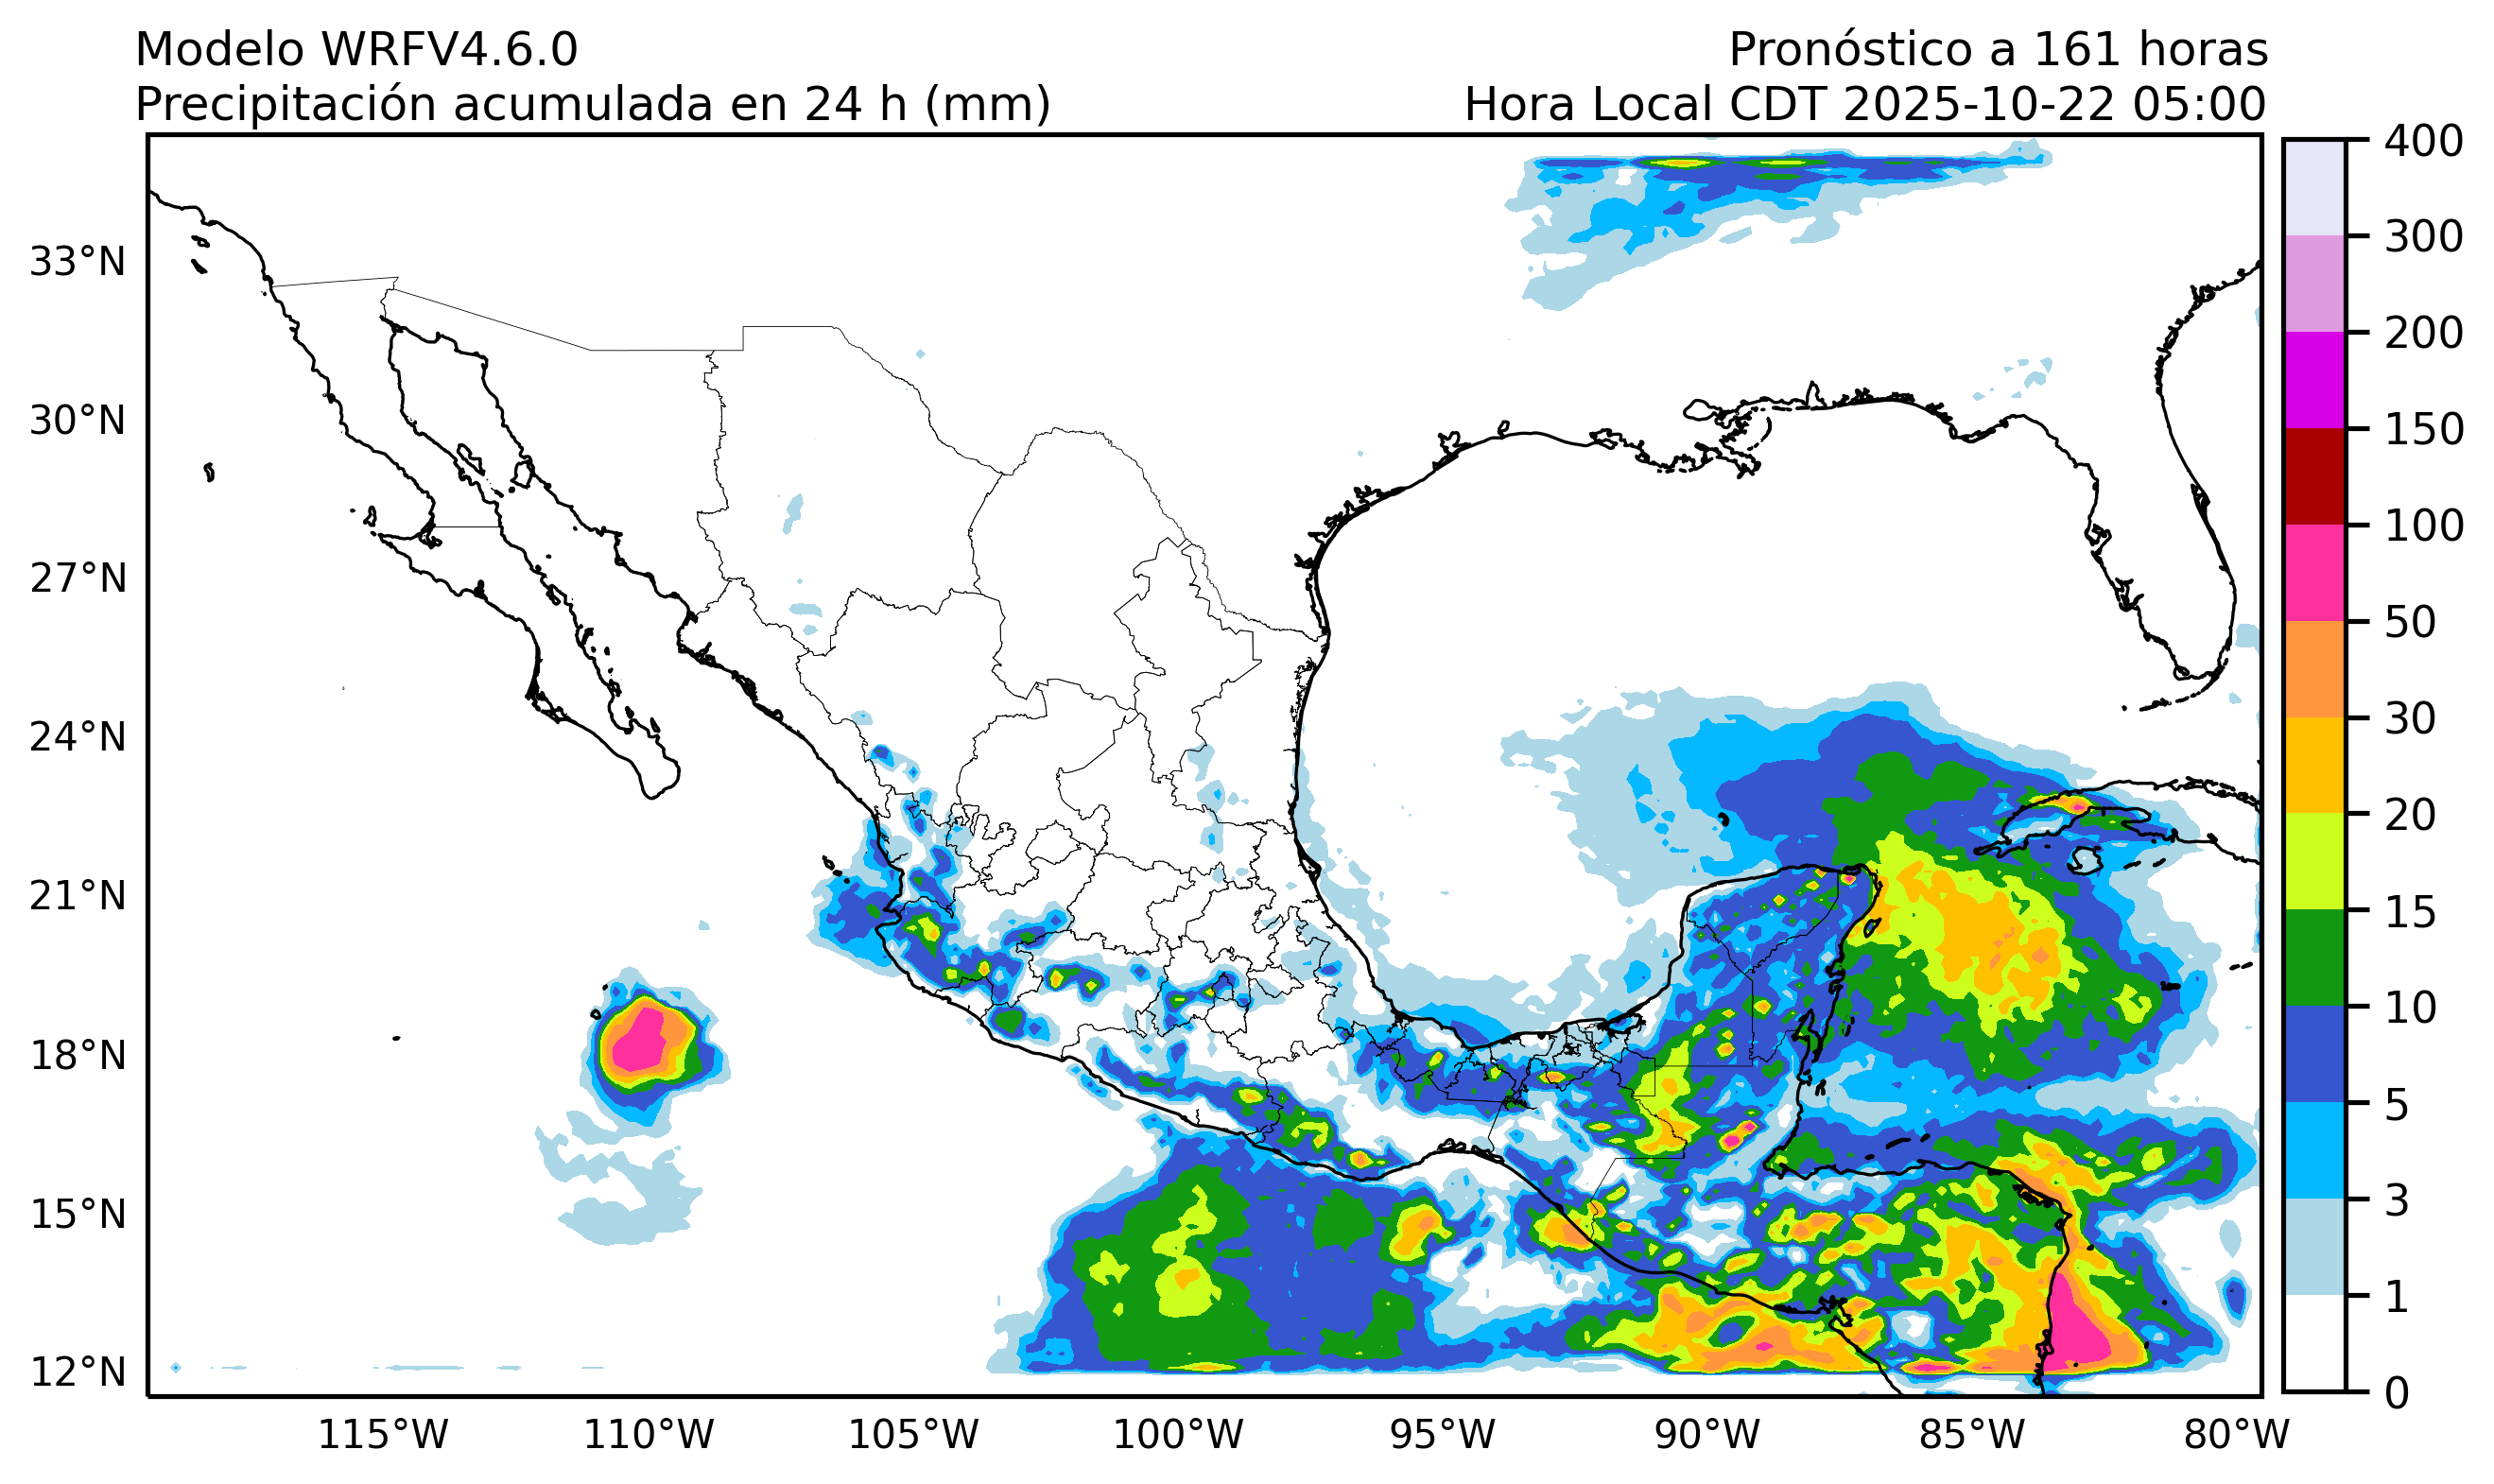 Modelo WRFV4.6.0
Pronóstico a 161 horas
Precipitación acumulada en 24 h (mm)
Hora Local CDT 2025-10-22 05:00
33°N
30°N
27°N
24°N
21°N
18°N
15°N
12°N
115°W
110°W
105°W
100°W
95°W
90°W
85°W
80°W
400
300
200
150
100
50
30
20
15
10
5
3
1
0